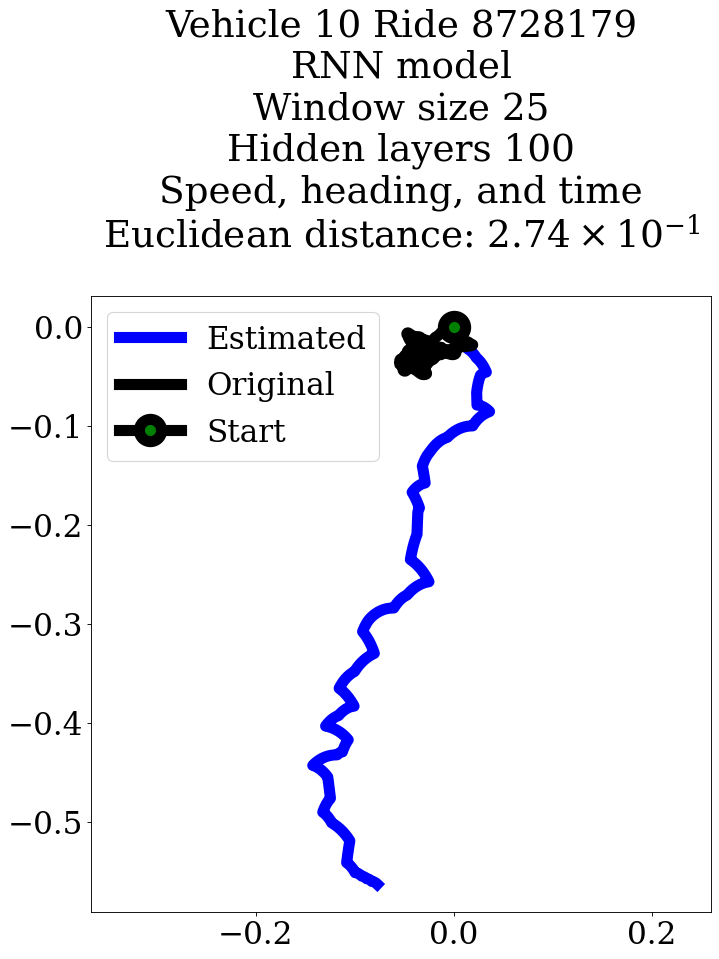 Vehicle 10 Ride 8728179
RNN model
Window size 25
Hidden layers 100
Speed, heading, and time
Euclidean distance: 2.74 × 10⁻¹
Estimated
Original
Start
0.0
−0.1
−0.2
−0.3
−0.4
−0.5
−0.2
0.0
0.2